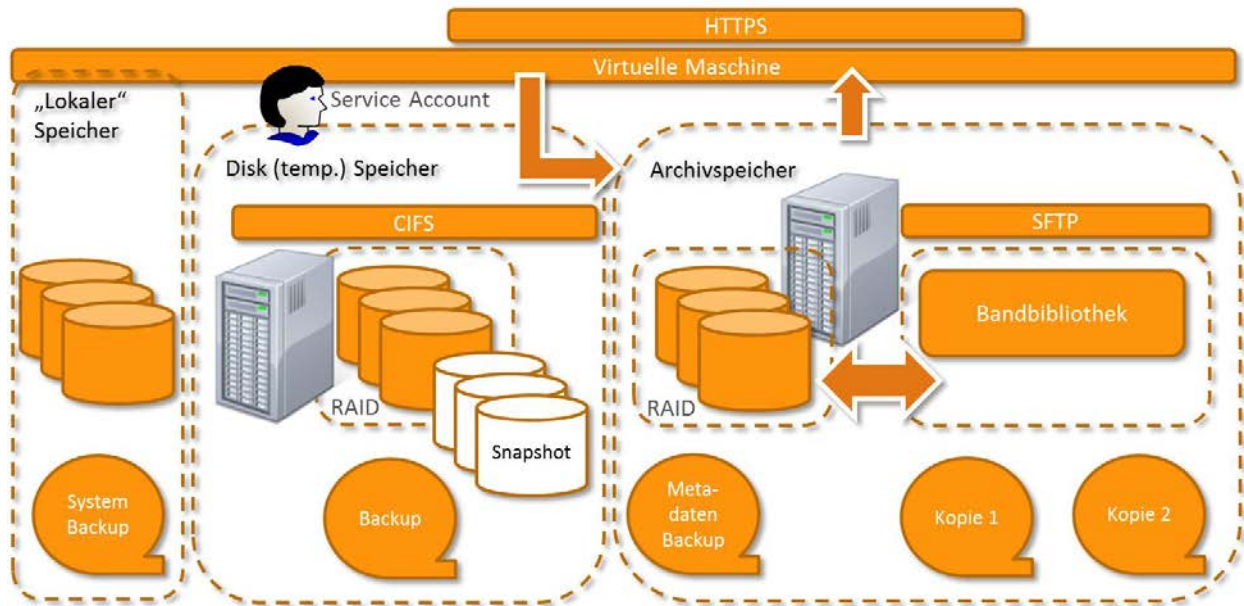 HTTPS
Virtuelle Maschine
„Lokaler“
Speicher
Service Account
Disk (temp.) Speicher
CIFS
RAID
Snapshot
Archivspeicher
SFTP
Bandbibliothek
RAID
System
Backup
Backup
Meta-
daten
Backup
Kopie 1
Kopie 2